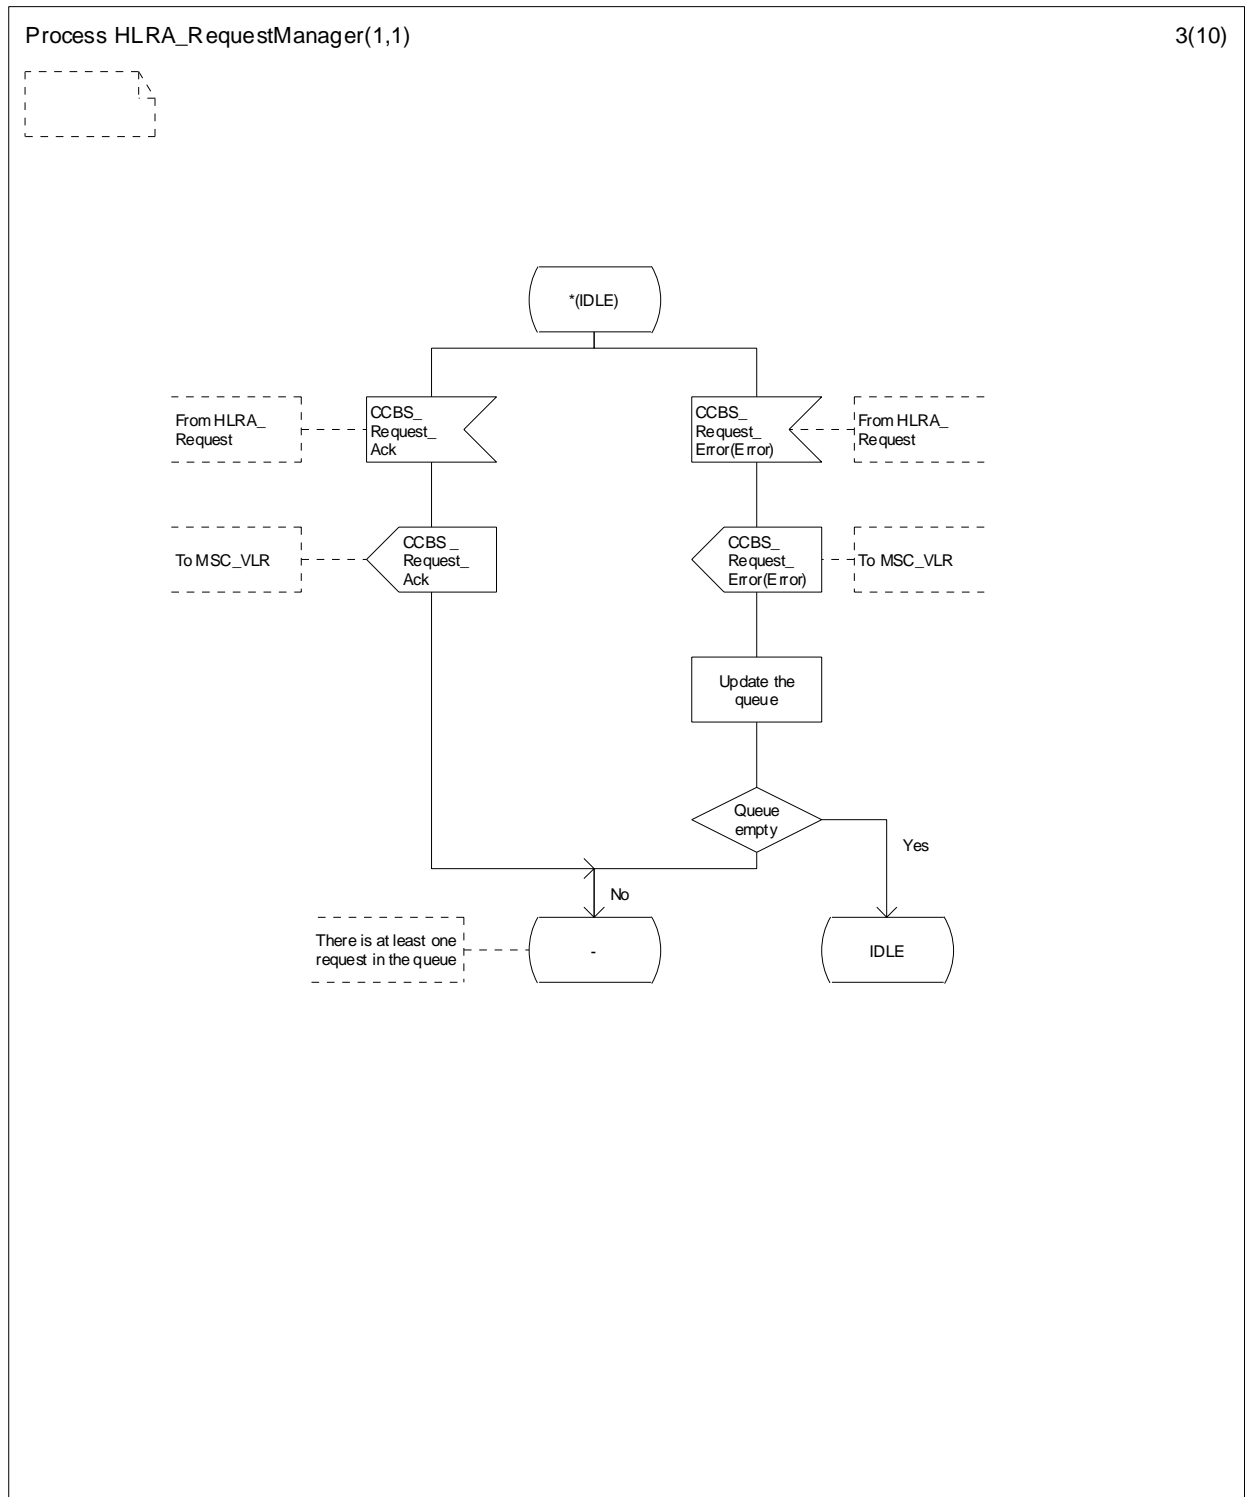 Process HLRA_RequestManager(1,1)
3(10)
*(IDLE)
From HLRA_
Request
CCBS_
Request_
Ack
CCBS_
Request_
Error(Error)
From HLRA_
Request
To MSC_VLR
CCBS_
Request_
Ack
CCBS_
Request_
Error(Error)
To MSC_VLR
Update the
queue
Queue
empty
Yes
No
There is at least one
request in the queue
-
IDLE